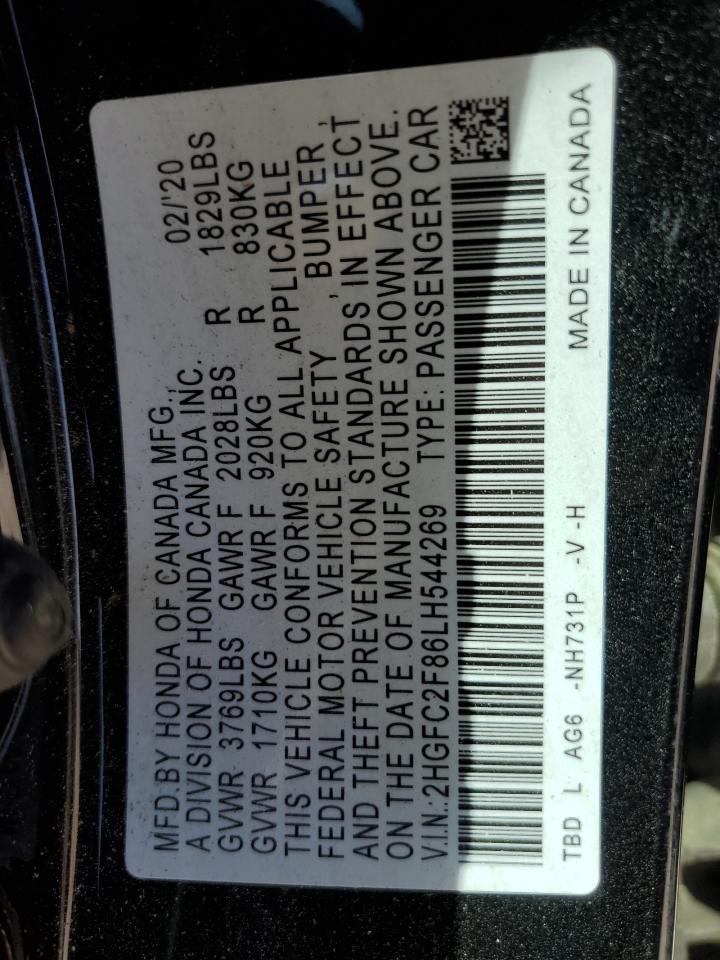 MFD.BY HONDA OF CANADA MFG., 02/'20
A DIVISION OF HONDA CANADA INC.
GVWR 3769LBS GAWR F 2028LBS R 1829LBS
GVWR 1710KG GAWR F 920KG R 830KG
THIS VEHICLE CONFORMS TO ALL APPLICABLE
FEDERAL MOTOR VEHICLE SAFETY , BUMPER ,
AND THEFT PREVENTION STANDARDS IN EFFECT
ON THE DATE OF MANUFACTURE SHOWN ABOVE.
V.I.N.:2HGFC2F86LH544269 TYPE: PASSENGER CAR
TBD L AG6 -NH731P -V -H MADE IN CANADA